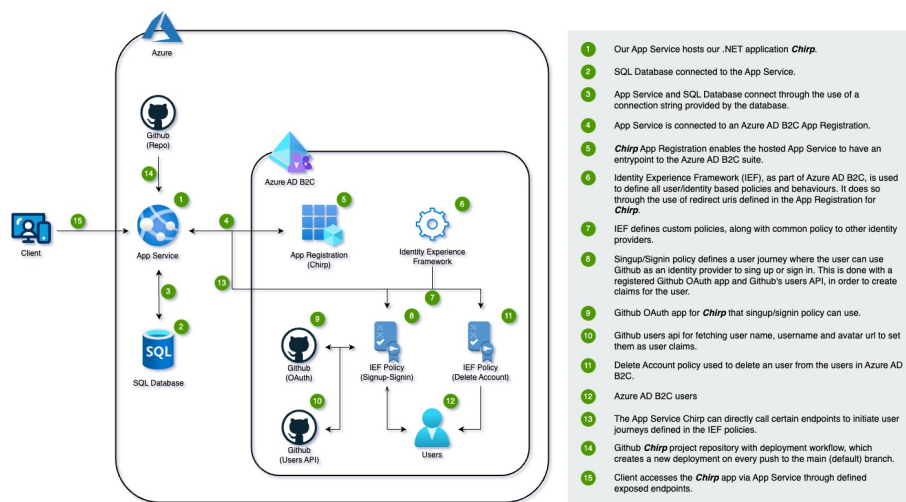 Azure
Github
(Repo)
14
Azure AD B2C
1
5
6
15
4
Client
App Service
App Registration
(Chirp)
Identity Experience
Framework
13
7
3
9
8
11
2
SQL
SQL Database
Github
(OAuth)
IEF Policy
(Signup-Signin)
IEF Policy
(Delete Account)
10
12
Github
(Users API)
Users
1 Our App Service hosts our .NET application Chirp.
2 SQL Database connected to the App Service.
3 App Service and SQL Database connect through the use of a
connection string provided by the database.
4 App Service is connected to an Azure AD B2C App Registration.
5 Chirp App Registration enables the hosted App Service to have an
entrypoint to the Azure AD B2C suite.
6 Identity Experience Framework (IEF), as part of Azure AD B2C, is used
to define all user/identity based policies and behaviours. It does so
through the use of redirect uris defined in the App Registration for
Chirp.
7 IEF defines custom policies, along with common policy to other identity
providers.
8 Singup/Signin policy defines a user journey where the user can use
Github as an identity provider to sing up or sign in. This is done with a
registered Github OAuth app and Github's users API, in order to create
claims for the user.
9 Github OAuth app for Chirp that singup/signin policy can use.
10 Github users api for fetching user name, username and avatar url to set
them as user claims.
11 Delete Account policy used to delete an user from the users in Azure AD
B2C.
12 Azure AD B2C users
13 The App Service Chirp can directly call certain endpoints to initiate user
journeys defined in the IEF policies.
14 Github Chirp project repository with deployment workflow, which
creates a new deployment on every push to the main (default) branch.
15 Client accesses the Chirp app via App Service through defined
exposed endpoints.